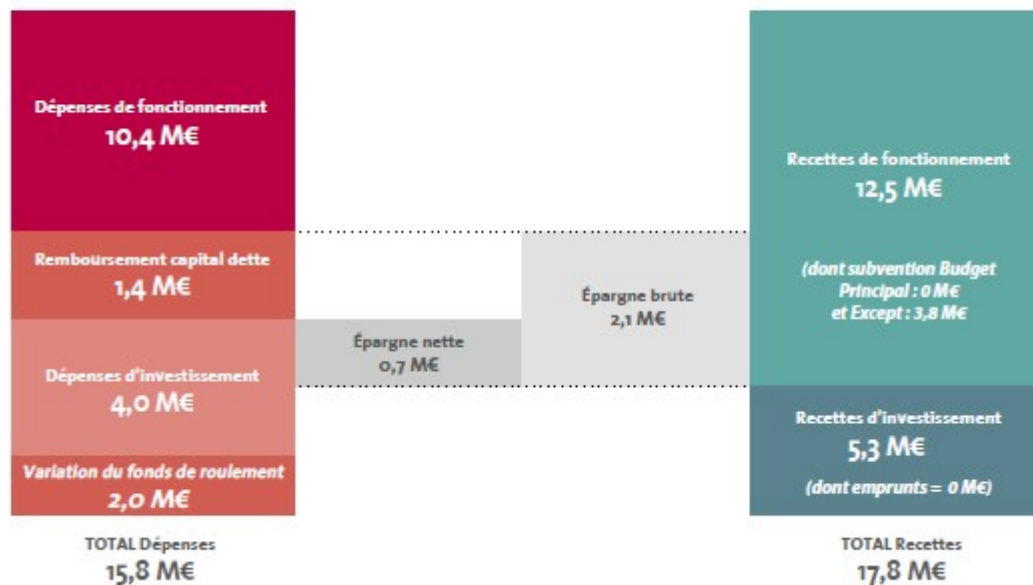 Dépenses de fonctionnement
10,4 M€
Remboursement capital dette
1,4 M€
Dépenses d'investissement
4,0 M€
Variation du fonds de roulement
2,0 M€
TOTAL Dépenses
15,8 M€
Épargne nette
0,7 M€
Épargne brute
2,1 M€
Recettes de fonctionnement
12,5 M€
(dont subvention Budget
Principal : 0 M€
et Except : 3,8 M€
Recettes d'investissement
5,3 M€
(dont emprunts = 0 M€)
TOTAL Recettes
17,8 M€